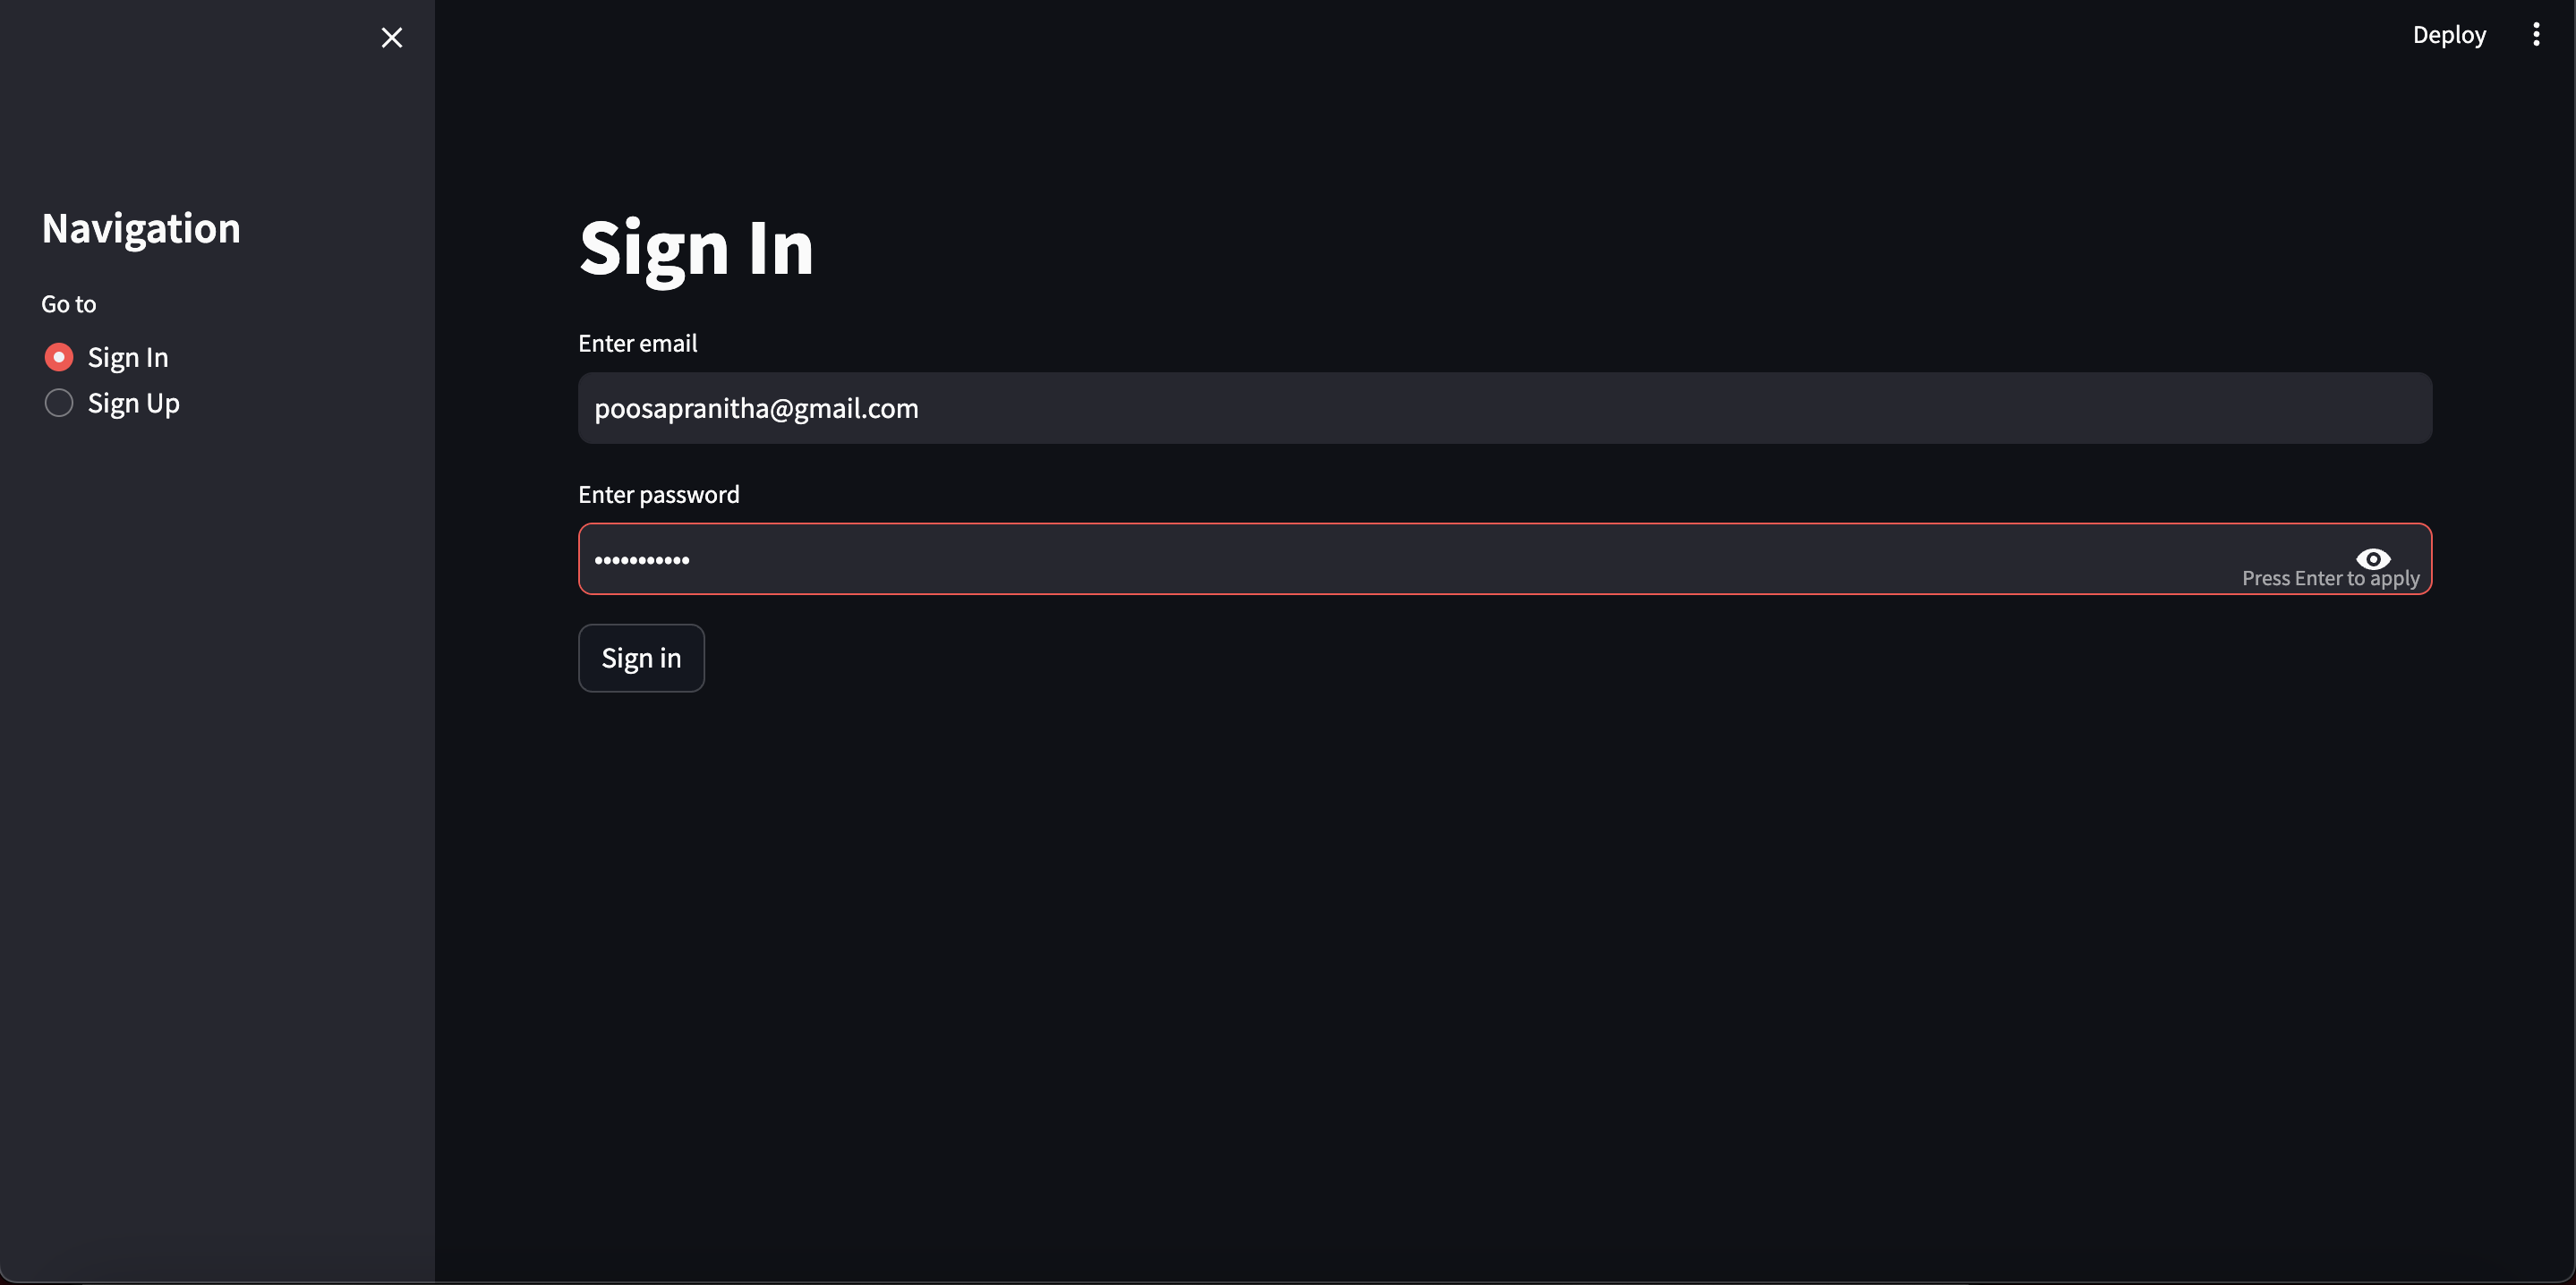 Deploy
Navigation
Go to
Sign In
Sign Up
Sign In
Enter email
poosapranitha@gmail.com
Enter password
•••••••••••
Press Enter to apply
Sign in